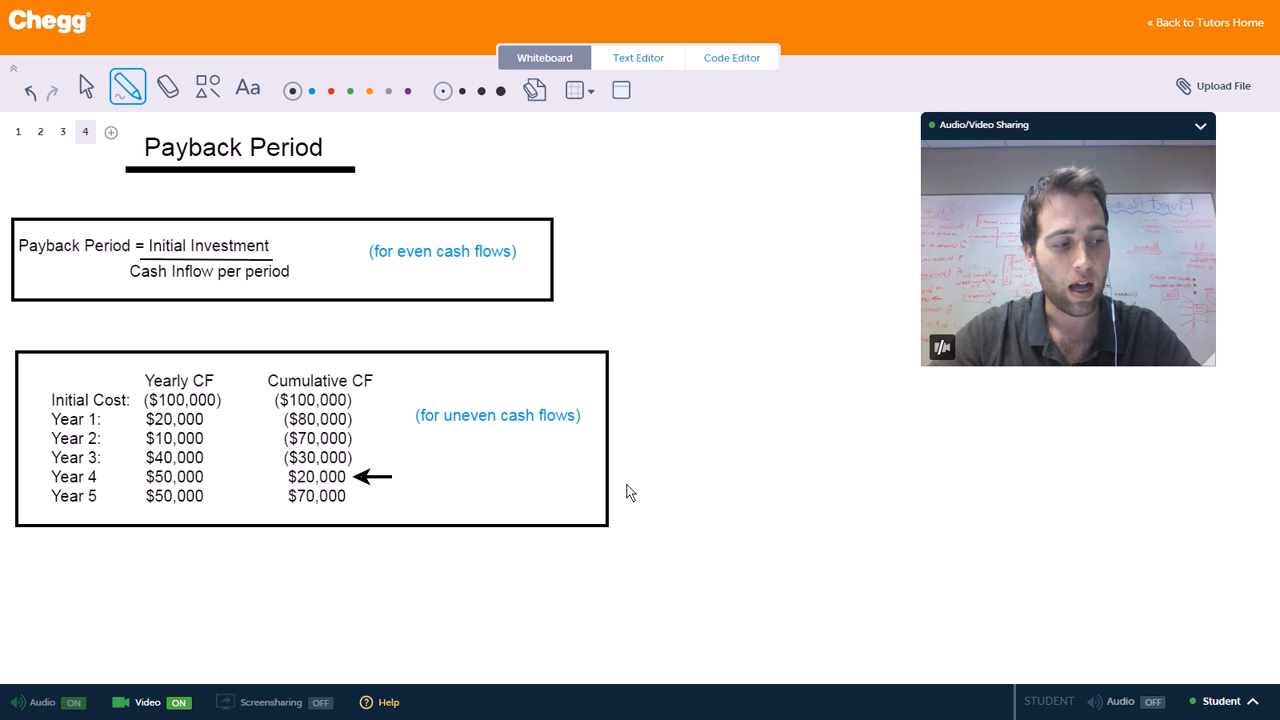 Chegg
« Back to Tutors Home
Whiteboard Text Editor Code Editor
Aa
Upload File
1 2 3 4
Audio/Video Sharing
Payback Period
Payback Period = Initial Investment
Cash Inflow per period
(for even cash flows)
Yearly CF Cumulative CF
Initial Cost: ($100,000) ($100,000)
(for uneven cash flows)
Year 1: $20,000 ($80,000)
Year 2: $10,000 ($70,000)
Year 3: $40,000 ($30,000)
Year 4 $50,000 $20,000
Year 5 $50,000 $70,000
Audio ON Video ON Screensharing OFF Help STUDENT Audio OFF Student